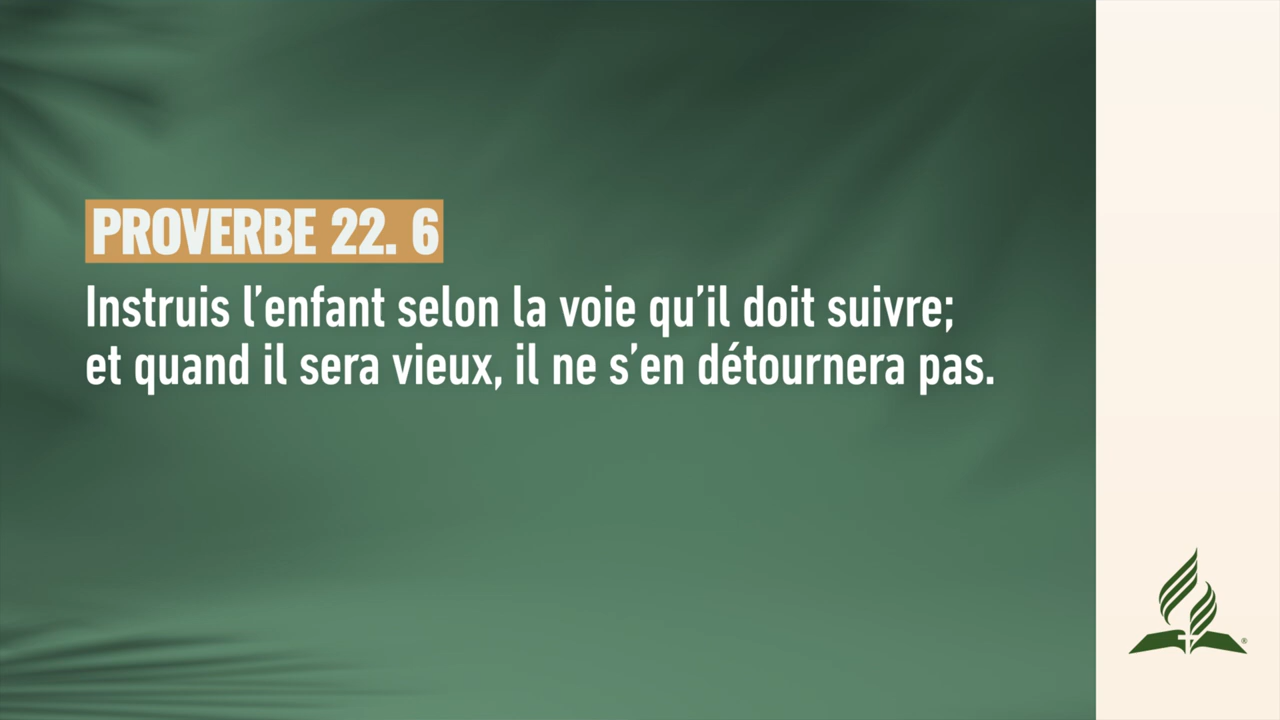 PROVERBE 22. 6
Instruis l’enfant selon la voie qu’il doit suivre;
et quand il sera vieux, il ne s’en détournera pas.
®